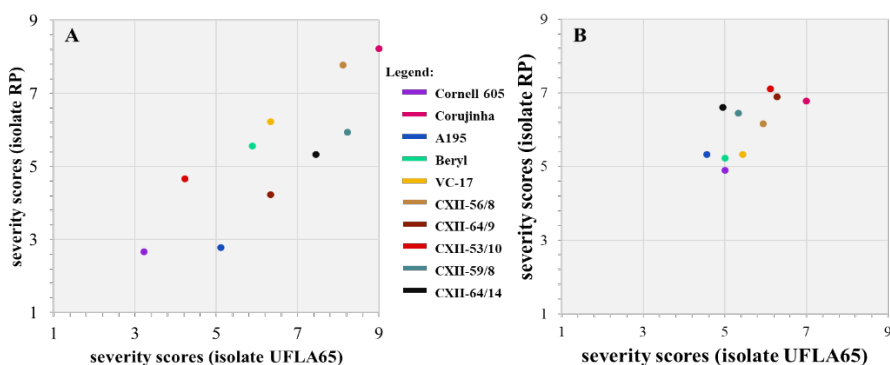 A
9
7
5
3
1
1
3
5
7
9
severity scores (isolate RP)
severity scores (isolate UFLA65)
Legend:
Cornell 605
Corujinha
A195
Beryl
VC-17
CXII-56/8
CXII-64/9
CXII-53/10
CXII-59/8
CXII-64/14
B
9
7
5
3
1
1
3
5
7
9
severity scores (isolate RP)
severity scores (isolate UFLA65)